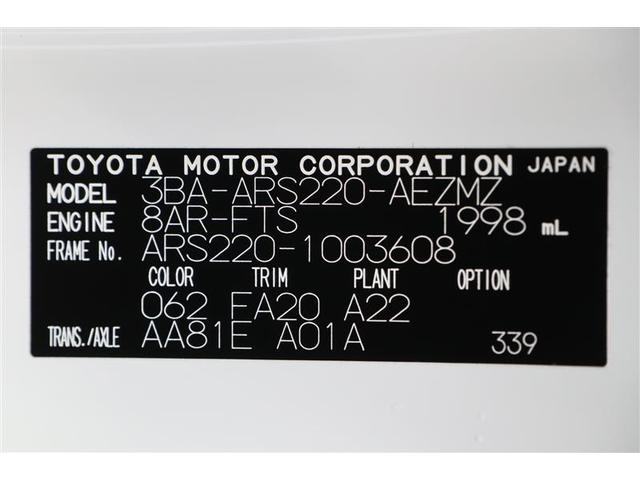 TOYOTA MOTOR CORPORATION JAPAN
MODEL 3BA-ARS220-AEZMZ
ENGINE 8AR-FTS 1998 mL
FRAME No. ARS220-1003608
COLOR TRIM PLANT OPTION
062 EA20 A22
TRANS./AXLE AA81E A01A 339